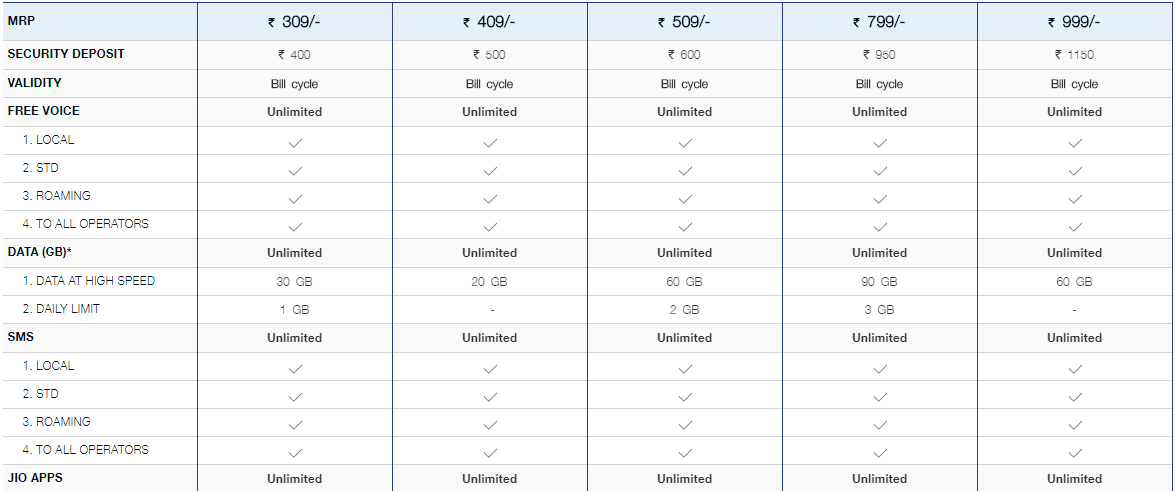 MRP ₹ 309/- ₹ 409/- ₹ 509/- ₹ 799/- ₹ 999/-
SECURITY DEPOSIT ₹ 400 ₹ 500 ₹ 600 ₹ 950 ₹ 1150
VALIDITY Bill cycle Bill cycle Bill cycle Bill cycle Bill cycle
FREE VOICE Unlimited Unlimited Unlimited Unlimited Unlimited
1. LOCAL
2. STD
3. ROAMING
4. TO ALL OPERATORS
DATA (GB)* Unlimited Unlimited Unlimited Unlimited Unlimited
1. DATA AT HIGH SPEED 30 GB 20 GB 60 GB 90 GB 60 GB
2. DAILY LIMIT 1 GB - 2 GB 3 GB -
SMS Unlimited Unlimited Unlimited Unlimited Unlimited
1. LOCAL
2. STD
3. ROAMING
4. TO ALL OPERATORS
JIO APPS Unlimited Unlimited Unlimited Unlimited Unlimited